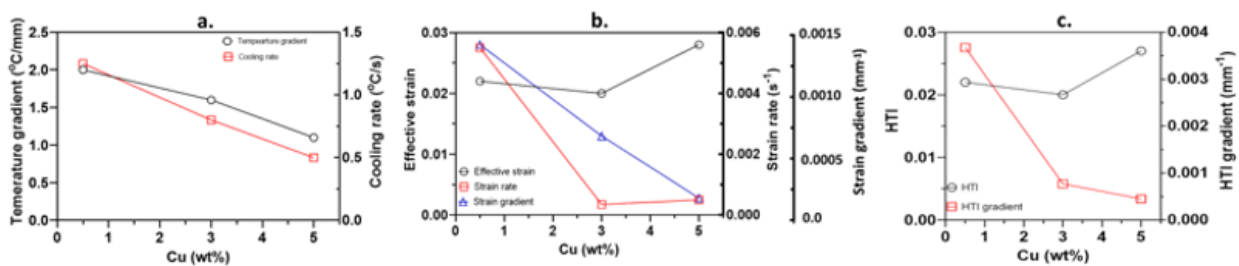 a.
Temerature gradient (°C/mm)
2.5
2.0
1.5
1.0
0.5
0.0
Tempearture gradient
Cooling rate
1.5
1.0
0.5
0.0
Cooling rate (°C/s)
0 1 2 3 4 5
Cu (wt%)
b.
Effective strain
0.03
0.02
0.01
0.00
Effective strain
Strain rate
Strain gradient
0.006
0.004
0.002
0.000
Strain rate (s⁻¹)
0.0015
0.0010
0.0005
0.0
Strain gradient (mm⁻¹)
0 1 2 3 4 5
Cu (wt%)
c.
HTI
0.03
0.02
0.01
0.00
HTI
HTI gradient
0.004
0.003
0.002
0.001
0.000
HTI gradient (mm⁻¹)
0 1 2 3 4 5
Cu (wt%)